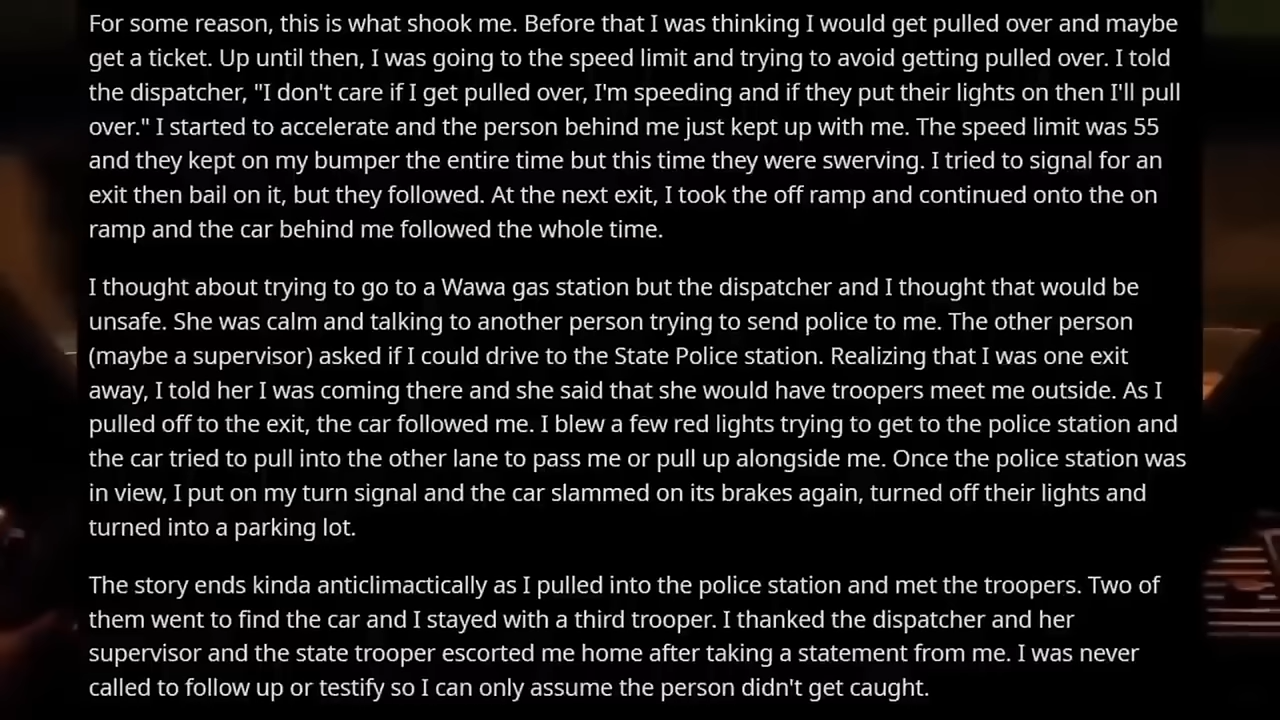 For some reason, this is what shook me. Before that I was thinking I would get pulled over and maybe
get a ticket. Up until then, I was going to the speed limit and trying to avoid getting pulled over. I told
the dispatcher, "I don't care if I get pulled over, I'm speeding and if they put their lights on then I'll pull
over." I started to accelerate and the person behind me just kept up with me. The speed limit was 55
and they kept on my bumper the entire time but this time they were swerving. I tried to signal for an
exit then bail on it, but they followed. At the next exit, I took the off ramp and continued onto the on
ramp and the car behind me followed the whole time.
I thought about trying to go to a Wawa gas station but the dispatcher and I thought that would be
unsafe. She was calm and talking to another person trying to send police to me. The other person
(maybe a supervisor) asked if I could drive to the State Police station. Realizing that I was one exit
away, I told her I was coming there and she said that she would have troopers meet me outside. As I
pulled off to the exit, the car followed me. I blew a few red lights trying to get to the police station and
the car tried to pull into the other lane to pass me or pull up alongside me. Once the police station was
in view, I put on my turn signal and the car slammed on its brakes again, turned off their lights and
turned into a parking lot.
The story ends kinda anticlimactically as I pulled into the police station and met the troopers. Two of
them went to find the car and I stayed with a third trooper. I thanked the dispatcher and her
supervisor and the state trooper escorted me home after taking a statement from me. I was never
called to follow up or testify so I can only assume the person didn't get caught.